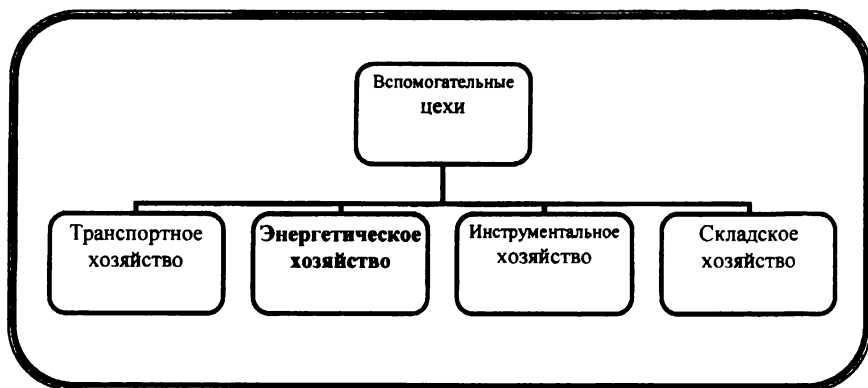 Вспомогательные
цехи
Транспортное
хозяйство
Энергетическое
хозяйство
Инструментальное
хозяйство
Складское
хозяйство